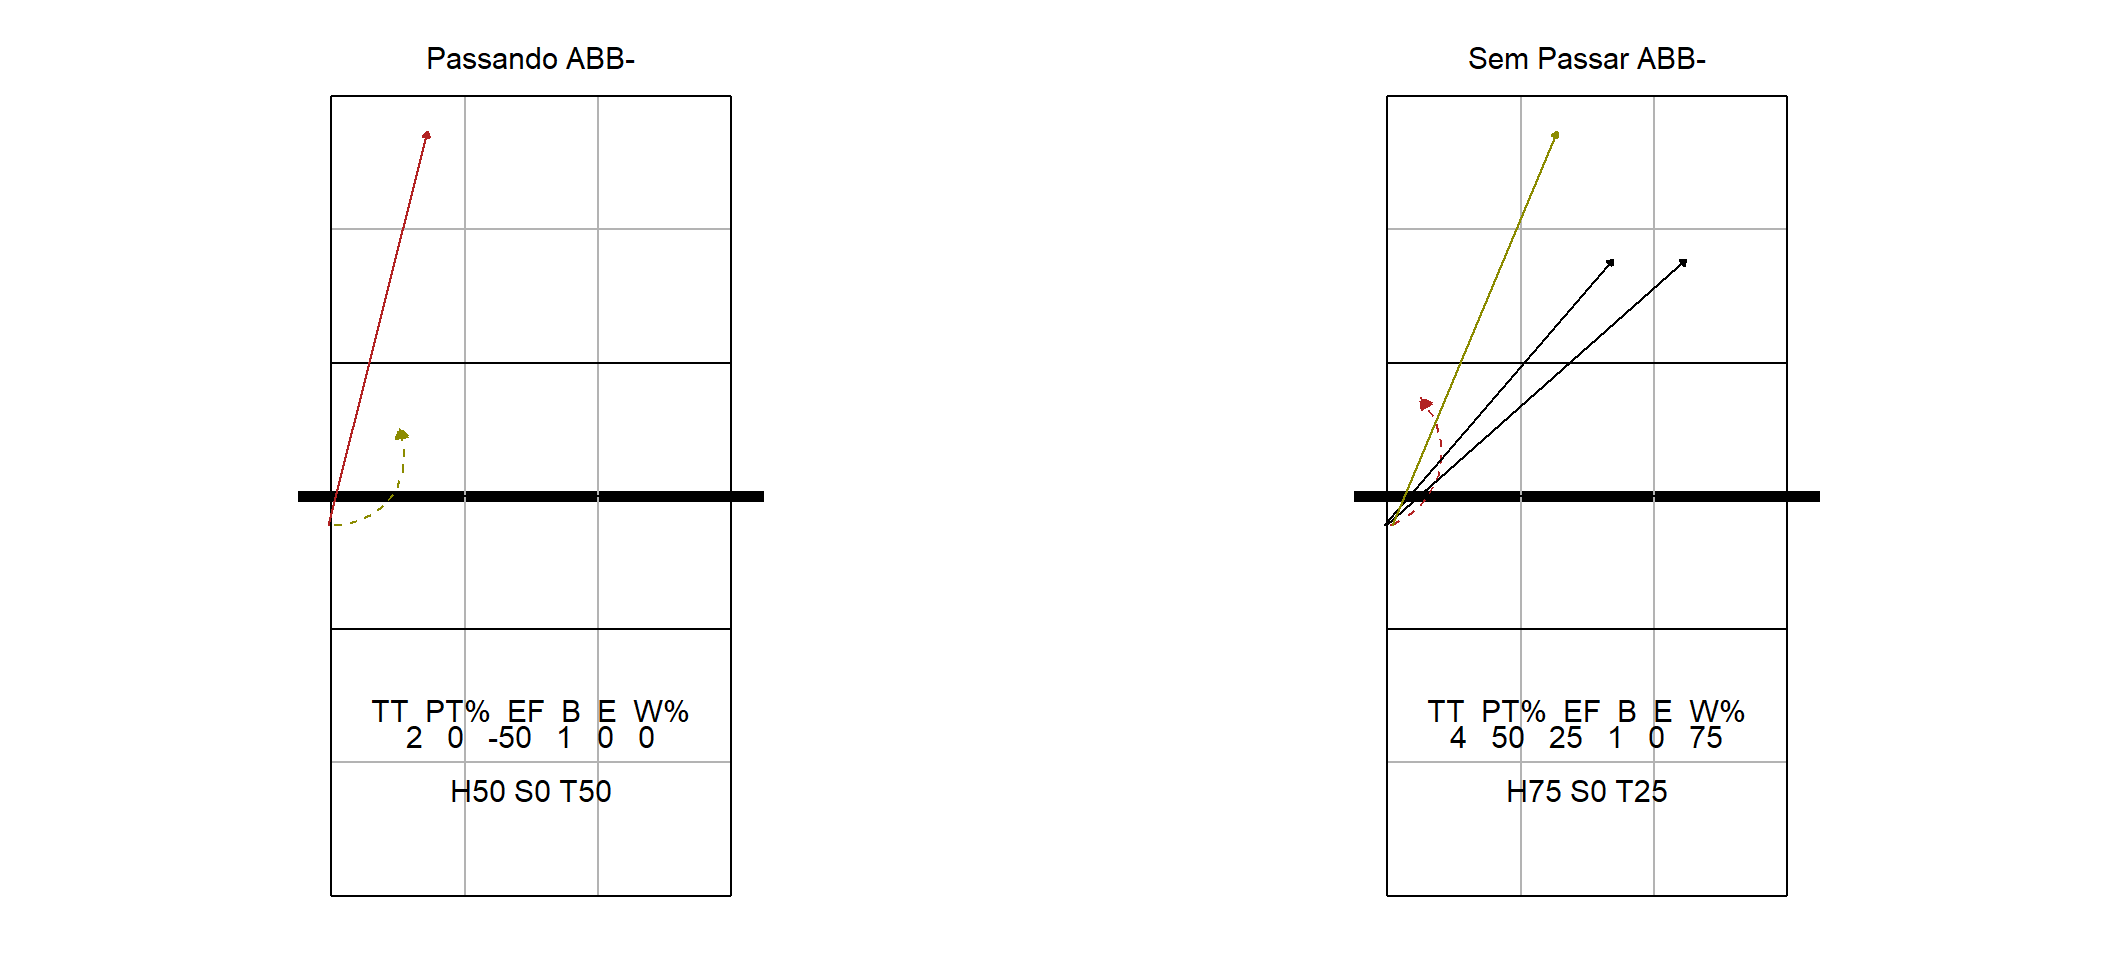 Passando ABB-
TT PT% EF B E W%
2 0 -50 1 0 0
H50 S0 T50
Sem Passar ABB-
TT PT% EF B E W%
4 50 25 1 0 75
H75 S0 T25